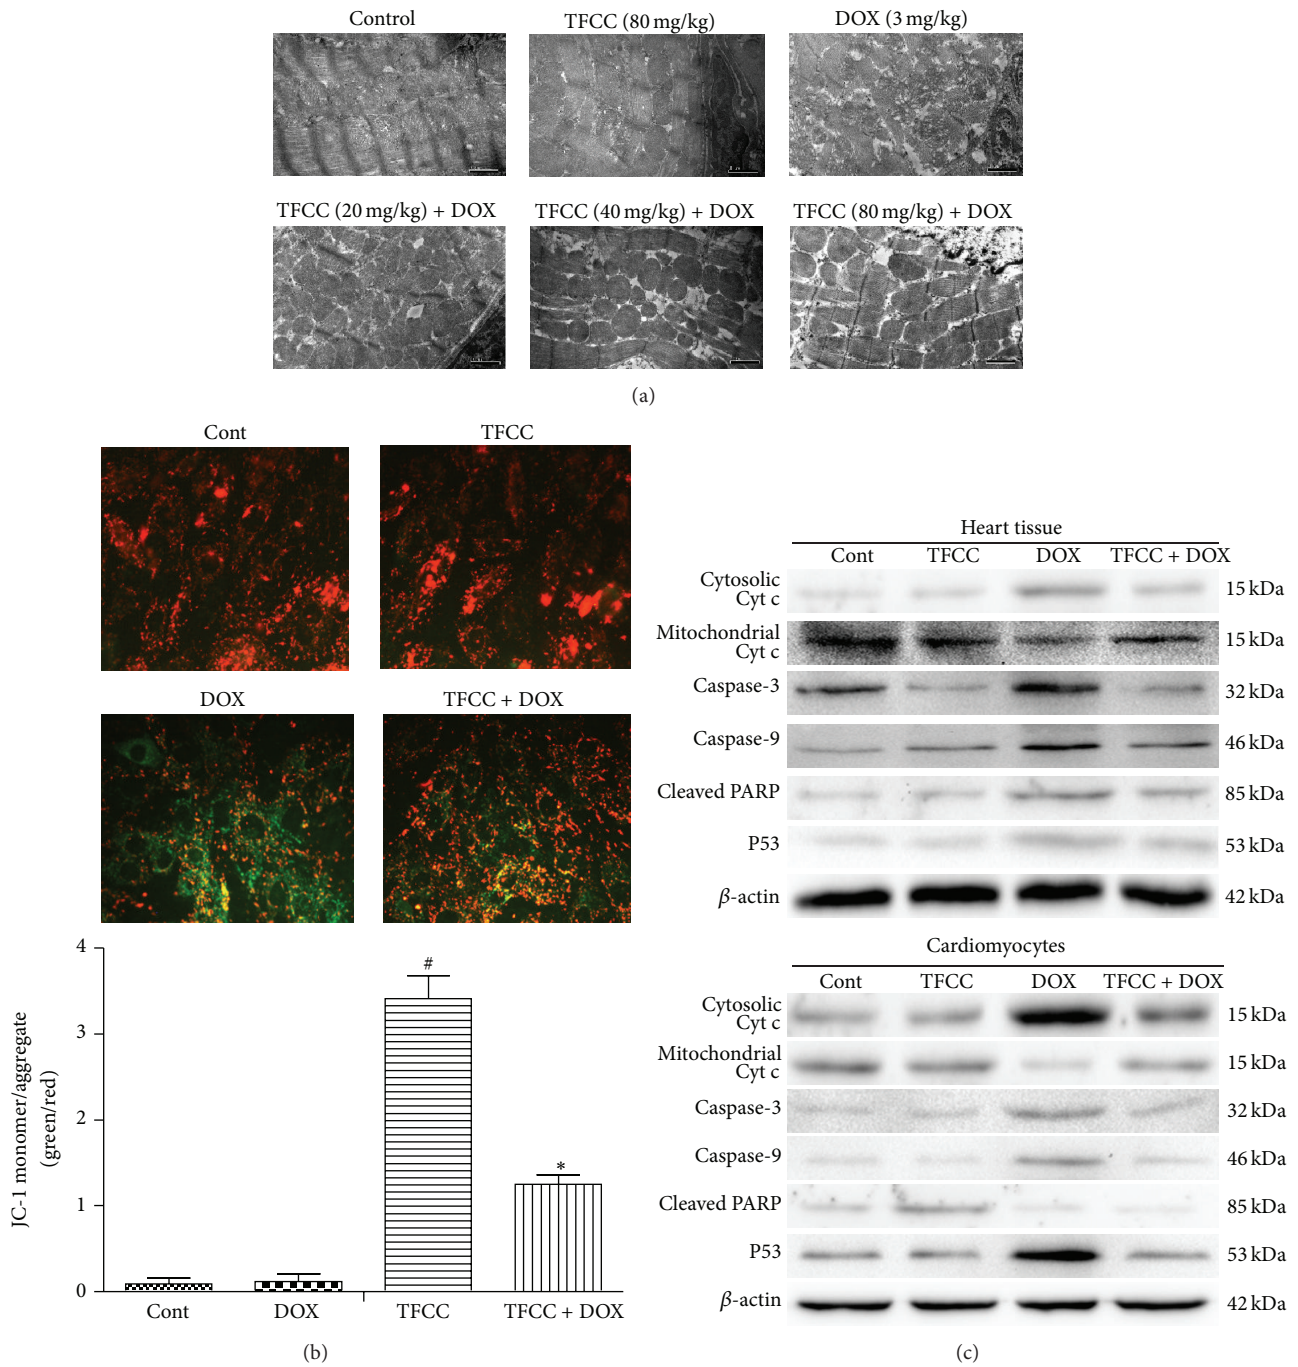 Control
TFCC (80 mg/kg)
DOX (3 mg/kg)
TFCC (20 mg/kg) + DOX
TFCC (40 mg/kg) + DOX
TFCC (80 mg/kg) + DOX
(a)
Cont
TFCC
DOX
TFCC + DOX
4
3
2
1
0
JC-1 monomer/aggregate
(green/red)
#
*
Cont
DOX
TFCC
TFCC + DOX
(b)
Heart tissue
Cont
TFCC
DOX
TFCC + DOX
Cytosolic
Cyt c
15 kDa
Mitochondrial
Cyt c
15 kDa
Caspase-3
32 kDa
Caspase-9
46 kDa
Cleaved PARP
85 kDa
P53
53 kDa
β-actin
42 kDa
Cardiomyocytes
Cont
TFCC
DOX
TFCC + DOX
Cytosolic
Cyt c
15 kDa
Mitochondrial
Cyt c
15 kDa
Caspase-3
32 kDa
Caspase-9
46 kDa
Cleaved PARP
85 kDa
P53
53 kDa
β-actin
42 kDa
(c)